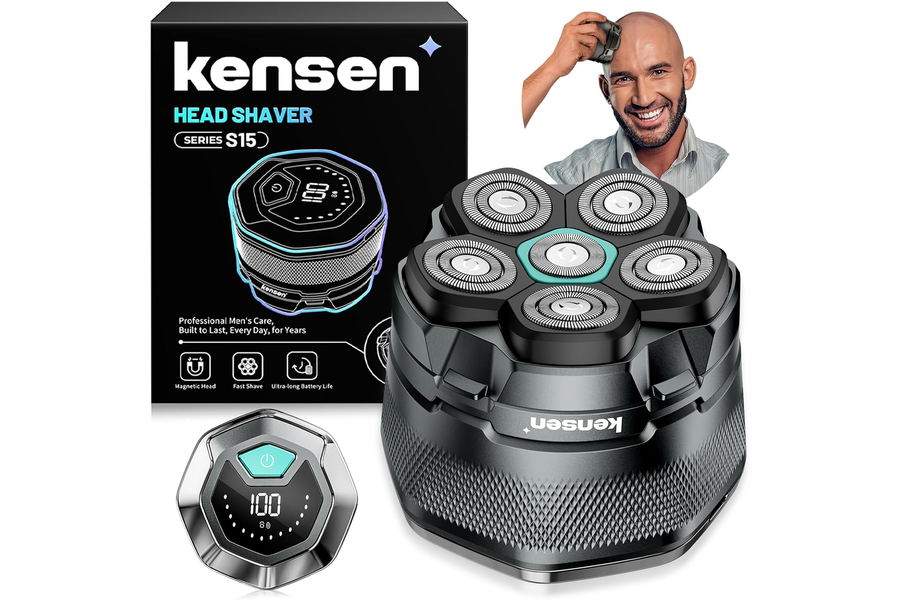 kensen
HEAD SHAVER
SERIES S15
100
kensen
Professional Men's Care,
Built to Last, Every Day, for Years
Magnetic Head
Fast Shave
Ultra-long Battery Life
kensen
100